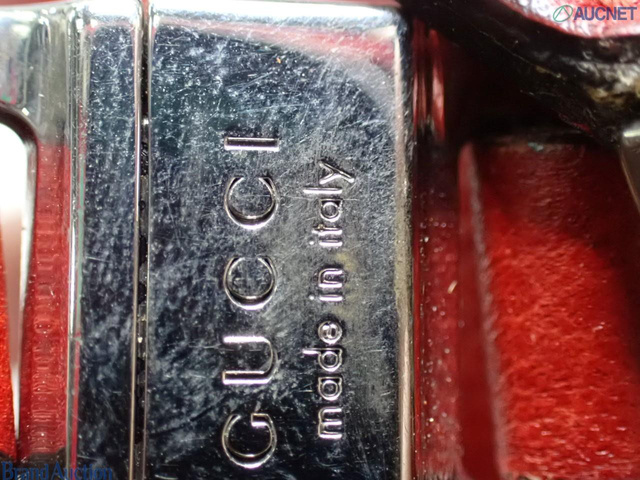 AUCNET
GUCCI
made in italy
Brand Auction